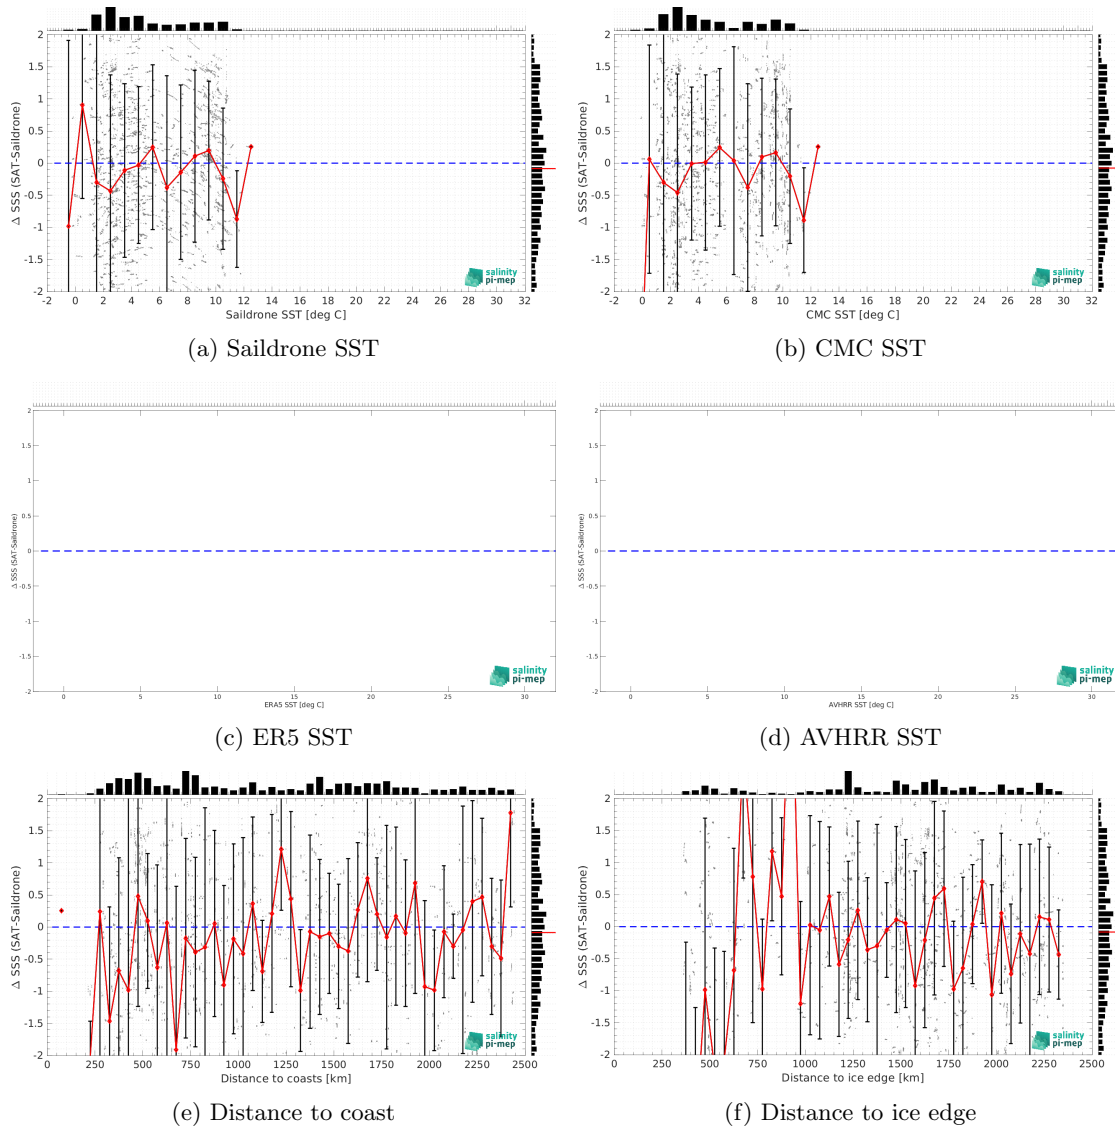 2
1.5
1
0.5
0
-0.5
-1
-1.5
-2
Δ SSS (SAT-Saildrone)
-2 0 2 4 6 8 10 12 14 16 18 20 22 24 26 28 30 32
Saildrone SST [deg C]
salinity
pi-mep
(a) Saildrone SST
2
1.5
1
0.5
0
-0.5
-1
-1.5
-2
Δ SSS (SAT-Saildrone)
-2 0 2 4 6 8 10 12 14 16 18 20 22 24 26 28 30 32
CMC SST [deg C]
salinity
pi-mep
(b) CMC SST
2
1.5
1
0.5
0
-0.5
-1
-1.5
-2
Δ SSS (SAT-Saildrone)
0 5 10 15 20 25 30
ERA5 SST [deg C]
salinity
pi-mep
(c) ER5 SST
2
1.5
1
0.5
0
-0.5
-1
-1.5
-2
Δ SSS (SAT-Saildrone)
0 5 10 15 20 25 30
AVHRR SST [deg C]
salinity
pi-mep
(d) AVHRR SST
2
1.5
1
0.5
0
-0.5
-1
-1.5
-2
Δ SSS (SAT-Saildrone)
0 250 500 750 1000 1250 1500 1750 2000 2250 2500
Distance to coasts [km]
salinity
pi-mep
(e) Distance to coast
2
1.5
1
0.5
0
-0.5
-1
-1.5
-2
Δ SSS (SAT-Saildrone)
0 250 500 750 1000 1250 1500 1750 2000 2250 2500
Distance to ice edge [km]
salinity
pi-mep
(f) Distance to ice edge